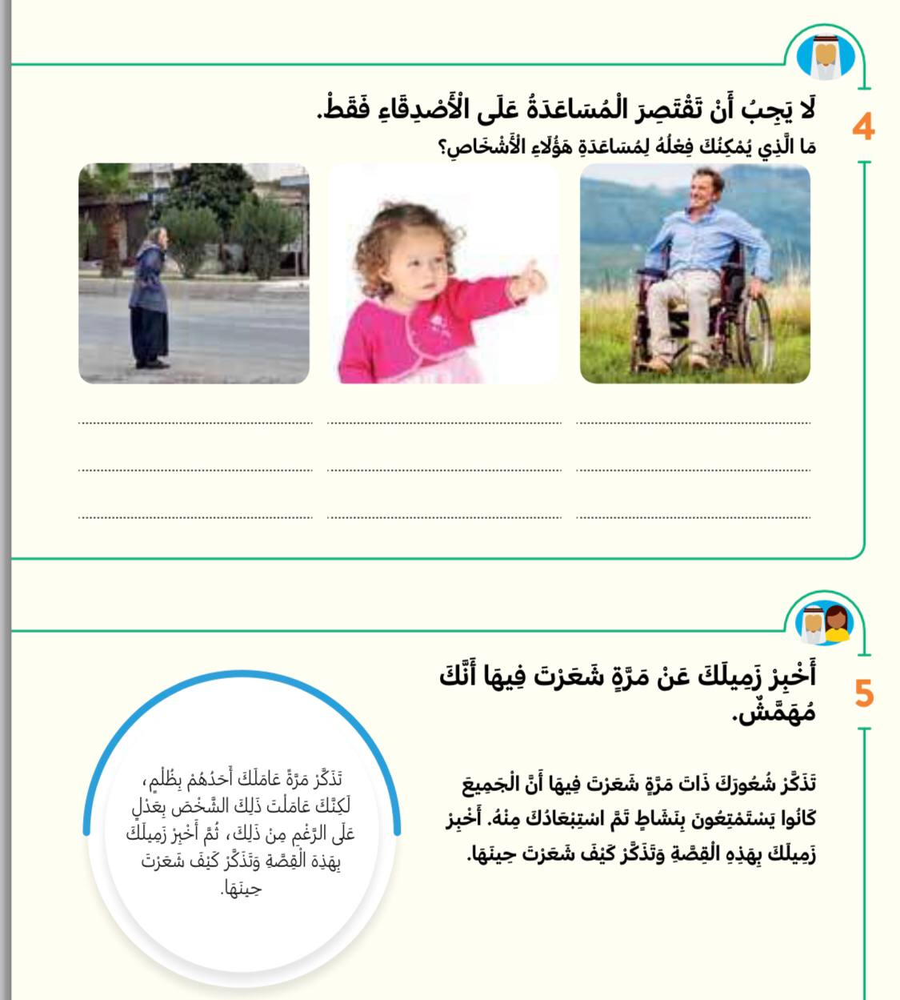 4
لَا يَجِبُ أَنْ تَقْتَصِرَ الْمُسَاعَدَةُ عَلَى الْأَصْدِقَاءِ فَقَطْ.
مَا الَّذِي يُمْكِنُكَ فِعْلُهُ لِمُسَاعَدَةِ هَؤُلَاءِ الْأَشْخَاصِ؟
5
أَخْبِرْ زَمِيلَكَ عَنْ مَرَّةٍ شَعَرْتَ فِيهَا أَنَّكَ
مُهَمَّشٌ.
تَذَكَّرْ شُعُورَكَ ذَاتَ مَرَّةٍ شَعَرْتَ فِيهَا أَنَّ الْجَمِيعَ
كَانُوا يَسْتَمْتِعُونَ بِنَشَاطٍ تَمَّ اسْتِبْعَادُكَ مِنْهُ. أَخْبِرْ
زَمِيلَكَ بِهَذِهِ الْقِصَّةِ وَتَذَكَّرْ كَيْفَ شَعَرْتَ حِينَهَا.
تَذَكَّرْ مَرَّةً عَامَلَكَ أَحَدُهُمْ بِظُلْمٍ،
لَكِنَّكَ عَامَلْتَ ذَلِكَ الشَّخْصَ بِعَدْلٍ
عَلَى الرَّغْمِ مِنْ ذَلِكَ، ثُمَّ أَخْبِرْ زَمِيلَكَ
بِهَذِهَ الْقِصَّةِ وَتَذَكَّرْ كَيْفَ شَعَرْتَ
حِينَهَا.